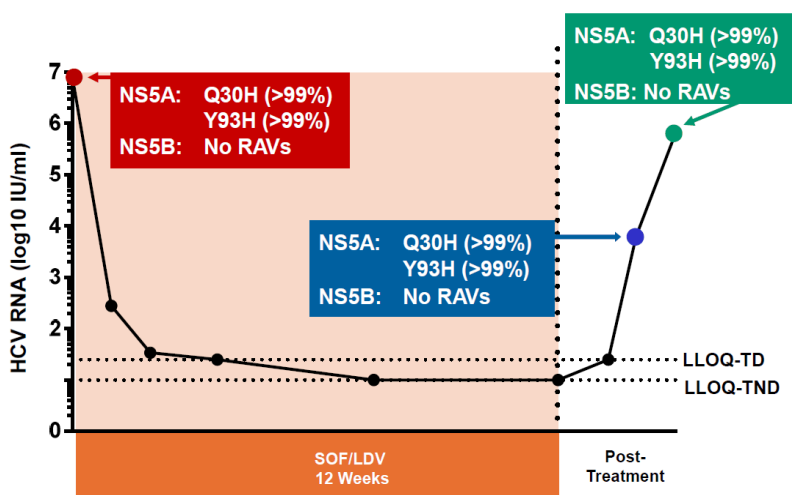 NS5A: Q30H (>99%)
Y93H (>99%)
NS5B: No RAVs
HCV RNA (log10 IU/ml)
7
6
5
4
3
2
1
0
NS5A: Q30H (>99%)
Y93H (>99%)
NS5B: No RAVs
NS5A: Q30H (>99%)
Y93H (>99%)
NS5B: No RAVs
LLOQ-TD
LLOQ-TND
SOF/LDV
12 Weeks
Post-
Treatment